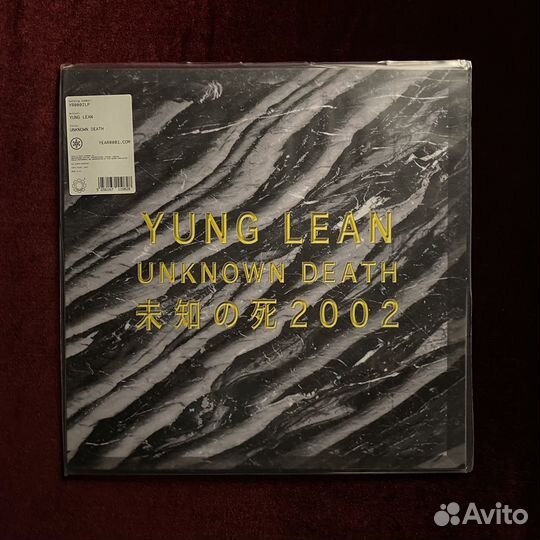 YR0002LP
YUNG LEAN
UNKNOWN DEATH
YEAR0001.COM
YUNG LEAN
UNKNOWN DEATH
未知の死2002
Avito